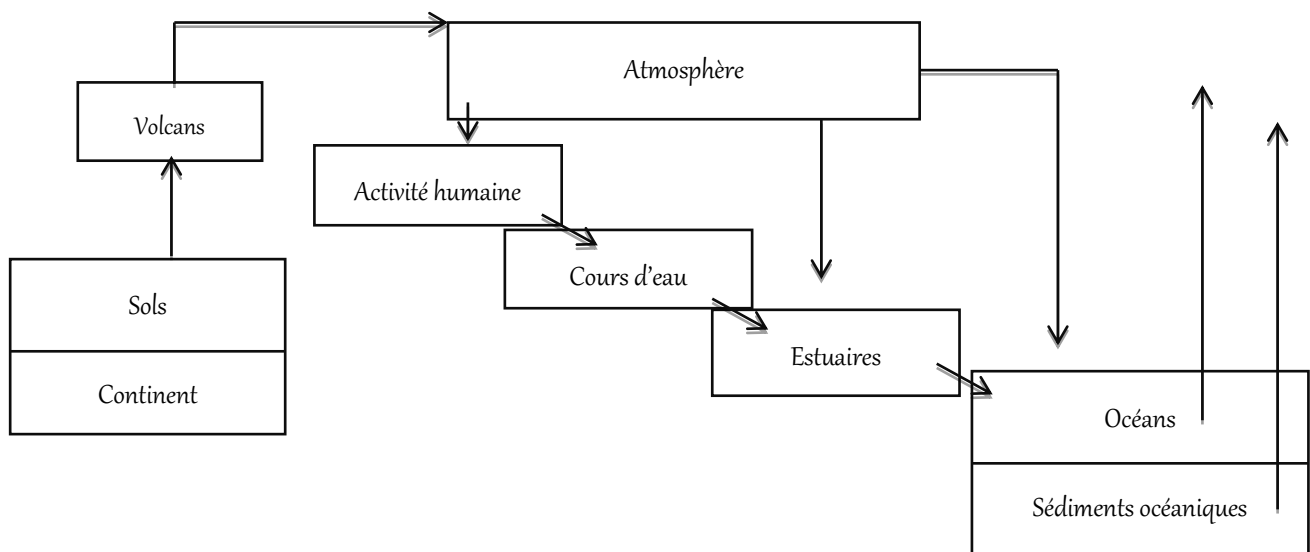 Atmosphère
Volcans
Activité humaine
Cours d'eau
Sols
Estuaires
Continent
Océans
Sédiments océaniques